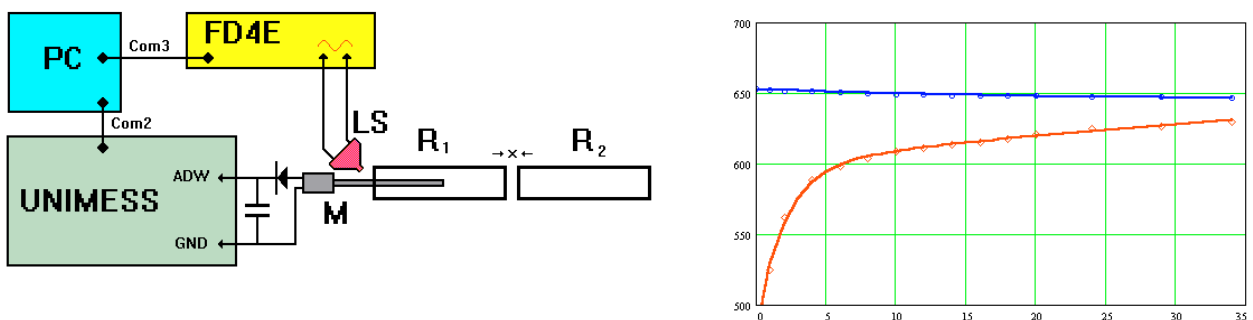 FD4E
PC
Com3
Com2
LS
R1
→×←
R2
ADW
UNIMESS
M
GND
700
650
600
550
500
0 5 10 15 20 25 30 35